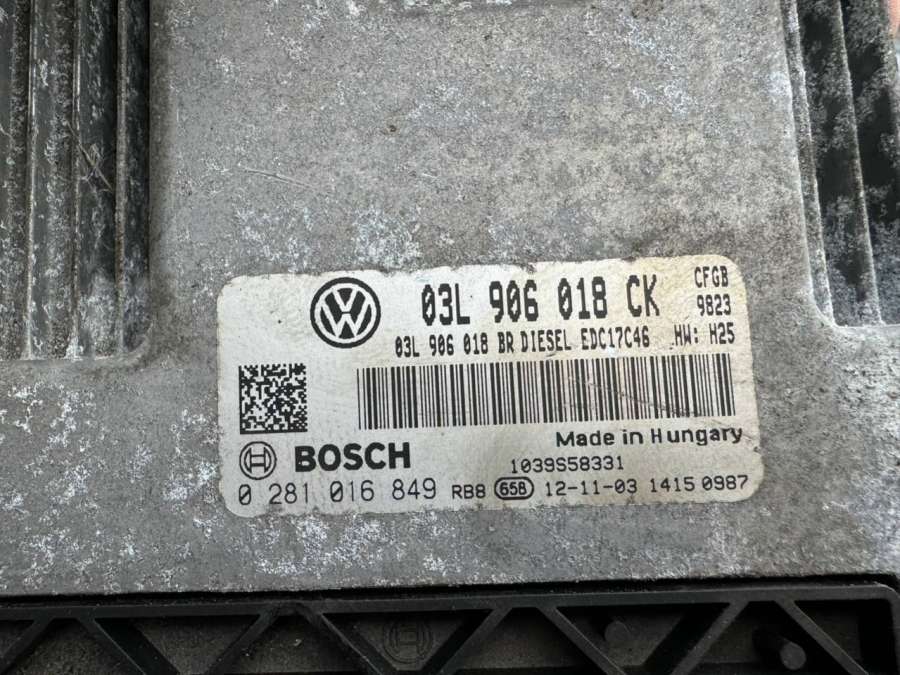 03L 906 018 CK CFGB
9823
03L 906 018 BR DIESEL EDC17C46 HW: H25
Made in Hungary
BOSCH 1039S58331
0 281 016 849 RB8 65B 12-11-03 1415 0987